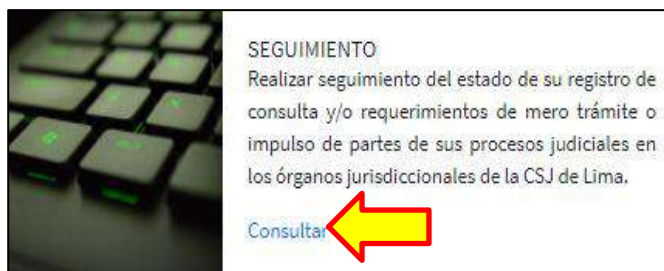 SEGUIMIENTO
Realizar seguimiento del estado de su registro de
consulta y/o requerimientos de mero trámite o
impulso de partes de sus procesos judiciales en
los órganos jurisdiccionales de la CSJ de Lima.
Consultar